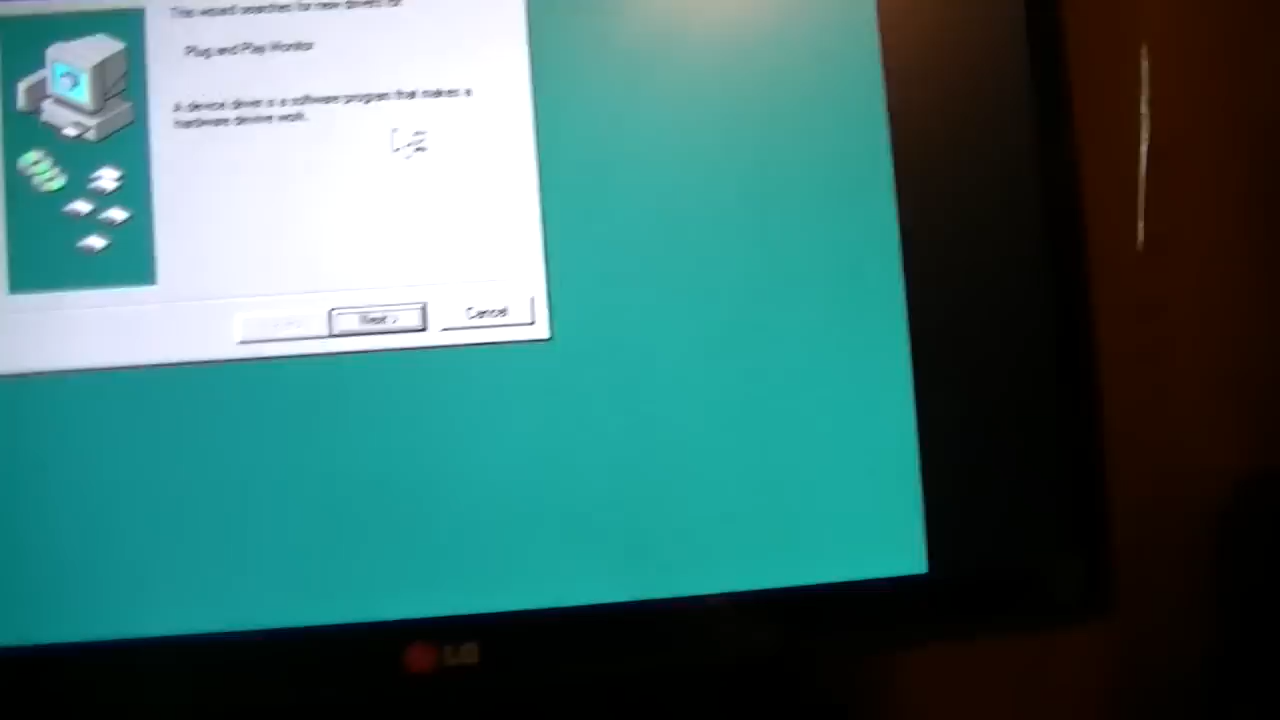 This wizard searches for new drivers for
Plug and Play Monitor
A device driver is a software program that makes a
hardware device work.
Next >
Cancel
LG